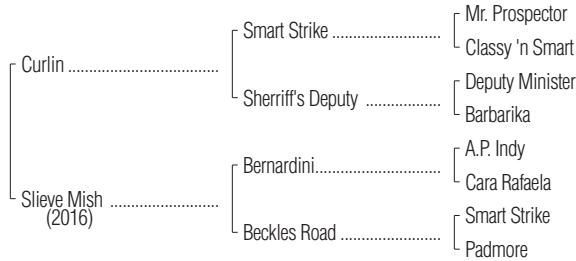 Mr. Prospector
Smart Strike ....................
Classy 'n Smart
Curlin ............................
Deputy Minister
Sherriff's Deputy ..............
Barbarika
A.P. Indy
Bernardini.......................
Cara Rafaela
Slieve Mish ....................
(2016)
Smart Strike
Beckles Road ..................
Padmore